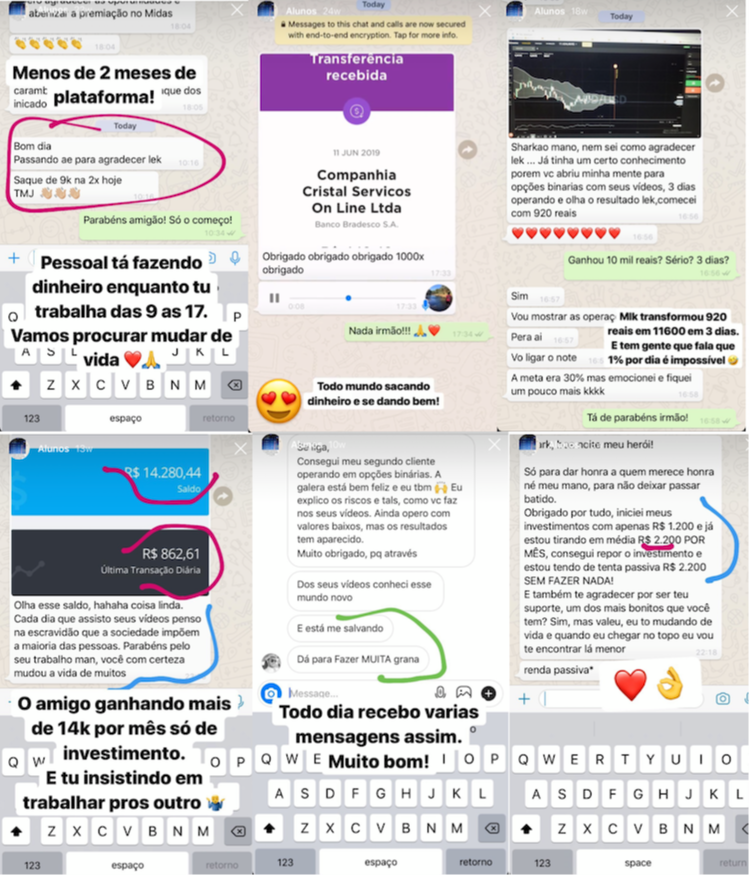 abenizar a premiação no Midas
18:04
👏👏👏👏👏
18:04
Menos de 2 meses de
plataforma!
que dos
inicado
18:05
Today
Bom dia
Passando ae para agradecer lek
10:16
Saque de 9k na 2x hoje
TMJ 👏🏼👏🏼👏🏼
10:16
Parabéns amigão! Só o começo!
10:34
Pessoal tá fazendo
dinheiro enquanto tu
trabalha das 9 as 17.
Vamos procurar mudar de
vida ❤️🙏
Q P
A S L J K L
Z X C V B N M
123 espaço retorno
Alunos 24w
Today
Messages to this chat and calls are now secured
with end-to-end encryption. Tap for more info.
Transferência
recebida
11 JUN 2019
Companhia
Cristal Servicos
On Line Ltda
Banco Bradesco S.A.
Obrigado obrigado obrigado 1000x
obrigado
17:33
0:08 17:33
Nada irmão!!! 🙏❤️
17:34
😍
Todo mundo sacando
dinheiro e se dando bem!
Alunos 18w
Today
Sharkao mano, nem sei como agradecer
lek ... Já tinha um certo conhecimento
porem vc abriu minha mente para
opções binarias com seus vídeos, 3 dias
operando e olha o resultado lek,comecei
com 920 reais
16:56
❤️❤️❤️❤️❤️❤️❤️❤️
16:56
Ganhou 10 mil reais? Sério? 3 dias?
16:56
Sim
16:57
Vou mostrar as operaç
Pera ai
16:57
Vo ligar o note
Mlk transformou 920
reais em 11600 em 3 dias.
E tem gente que fala que
1% por dia é impossível 🤣
A meta era 30% mas emocionei e fiquei
um pouco mais kkkk
16:58
Tá de parabéns irmão!
16:58
Alunos 13w
R$ 14.280,44
Saldo
R$ 862,61
Última Transação Diária
Olha esse saldo, hahaha coisa linda.
Cada dia que assisto seus vídeos penso
na escravidão que a sociedade impõem
a maioria das pessoas. Parabéns pelo
seu trabalho man, você com certeza
mudou a vida de muitos
O amigo ganhando mais
de 14k por mês só de
investimento.
E tu insistindo em
trabalhar pros outro 🤷‍♂️
Q W O P
Z X C V B N M
123 espaço retorno
Se liga,
Consegui meu segundo cliente
operando em opções binárias. A
galera está bem feliz e eu tbm 🙌 Eu
explico os riscos e tals, como vc faz
nos seus vídeos. Ainda opero com
valores baixos, mas os resultados
tem aparecido.
Muito obrigado, pq através
Dos seus vídeos conheci esse
mundo novo
E está me salvando
Dá para Fazer MUITA grana
Message...
Todo dia recebo varias
mensagens assim.
Muito bom!
Q W E I O P
A S D F G H J K L
Z X C V B N M
123 espaço retorno
meu herói!
Só para dar honra a quem merece honra
né meu mano, para não deixar passar
batido.
Obrigado por tudo, iniciei meus
investimentos com apenas R$ 1.200 e já
estou tirando em média R$ 2.200 POR
MÊS, consegui repor o investimento e
estou tendo de tenta passiva R$ 2.200
SEM FAZER NADA!
E também te agradecer por ser teu
suporte, um dos mais bonitos que você
tem? Sim, mas valeu, eu to mudando de
vida e quando eu chegar no topo eu vou
te encontrar lá menor
22:18
renda passiva*
❤️👌
Q W E R T Y U I O
A S D F G H J K L
Z X C V B N M
123 space return